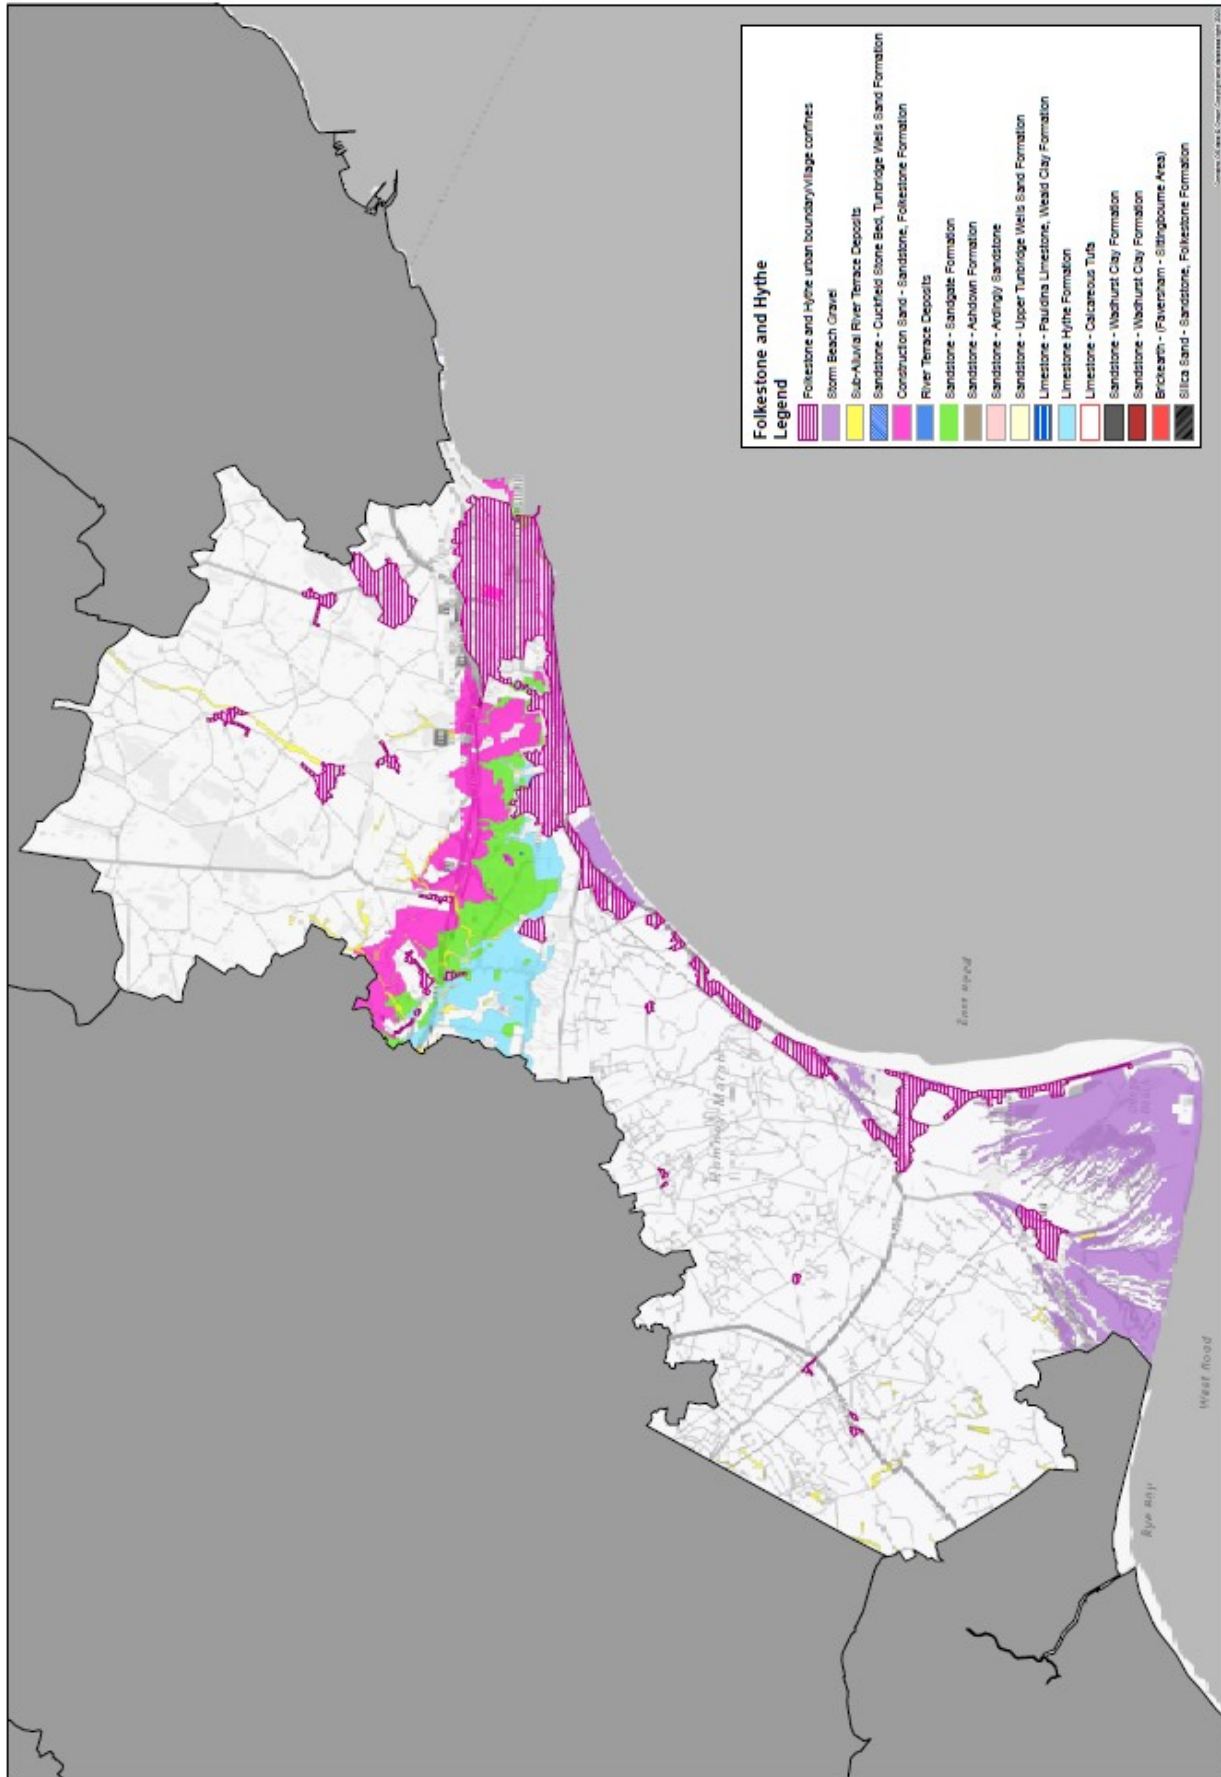 Folkestone and Hythe
Legend
Folkestone and Hythe urban boundary/village confines
Storm Beach Gravel
Sub-Alluvial River Terrace Deposits
Sandstone - Cuckfield Stone Bed, Tunbridge Wells Sand Formation
Construction Sand - Sandstone, Folkestone Formation
River Terrace Deposits
Sandstone - Sandgate Formation
Sandstone - Ashdown Formation
Sandstone - Ardingly Sandstone
Sandstone - Upper Tunbridge Wells Sand Formation
Limestone - Paludina Limestone, Weald Clay Formation
Limestone Hythe Formation
Limestone - Calcareous Tufa
Sandstone - Wadhurst Clay Formation
Sandstone - Wadhurst Clay Formation
Brickearth - (Faversham - Sittingbourne Area)
Silica Sand - Sandstone, Folkestone Formation
East Road
Romney Marsh
West Road
Rye Bay